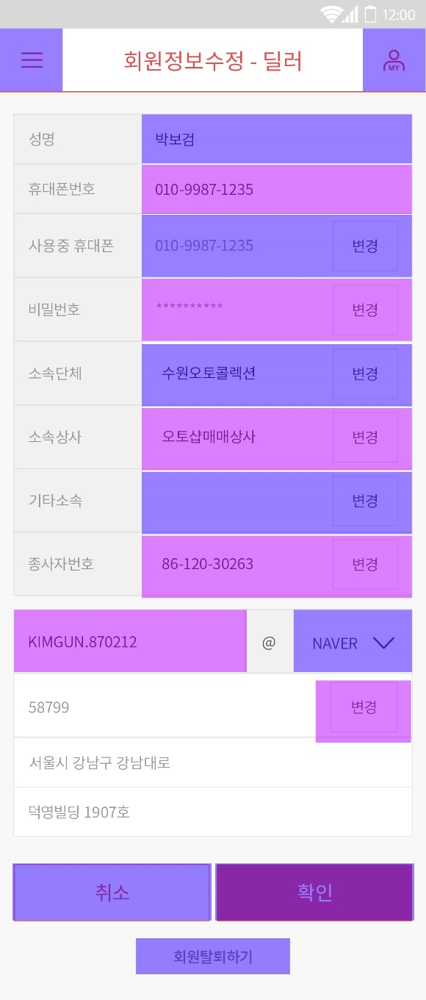 12:00
회원정보수정 - 딜러
MY
성명 박보검
휴대폰번호 010-9987-1235
사용중 휴대폰 010-9987-1235 변경
비밀번호 ********** 변경
소속단체 수원오토콜렉션 변경
소속상사 오토샵매매상사 변경
기타소속 변경
종사자번호 86-120-30263 변경
KIMGUN.870212 @ NAVER
58799 변경
서울시 강남구 강남대로
덕영빌딩 1907호
취소 확인
회원탈퇴하기